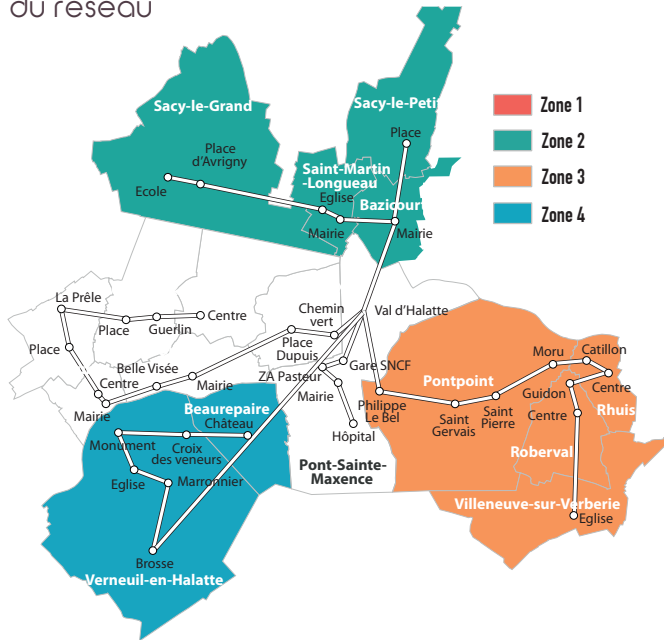 du réseau
Sacy-le-Grand
Sacy-le-Petit
Zone 1
Zone 2
Zone 3
Zone 4
Place
Place
d'Avrigny
Saint-Martin
-Longueau
Ecole
Eglise
Bazicourt
Mairie
Mairie
La Prêle
Place
Guerlin
Centre
Chemin
vert
Val d'Halatte
Place
Dupuis
Place
Belle Visée
Centre
Mairie
Mairie
ZA Pasteur
Gare SNCF
Mairie
Hôpital
Philippe
Le Bel
Pontpoint
Moru
Catillon
Guidon
Centre
Centre
Rhuis
Saint
Gervais
Saint
Pierre
Roberval
Beaurepaire
Château
Monument
Croix
des veneurs
Eglise
Marronnier
Pont-Sainte-
Maxence
Villeneuve-sur-Verberie
Eglise
Brosse
Verneuil-en-Halatte